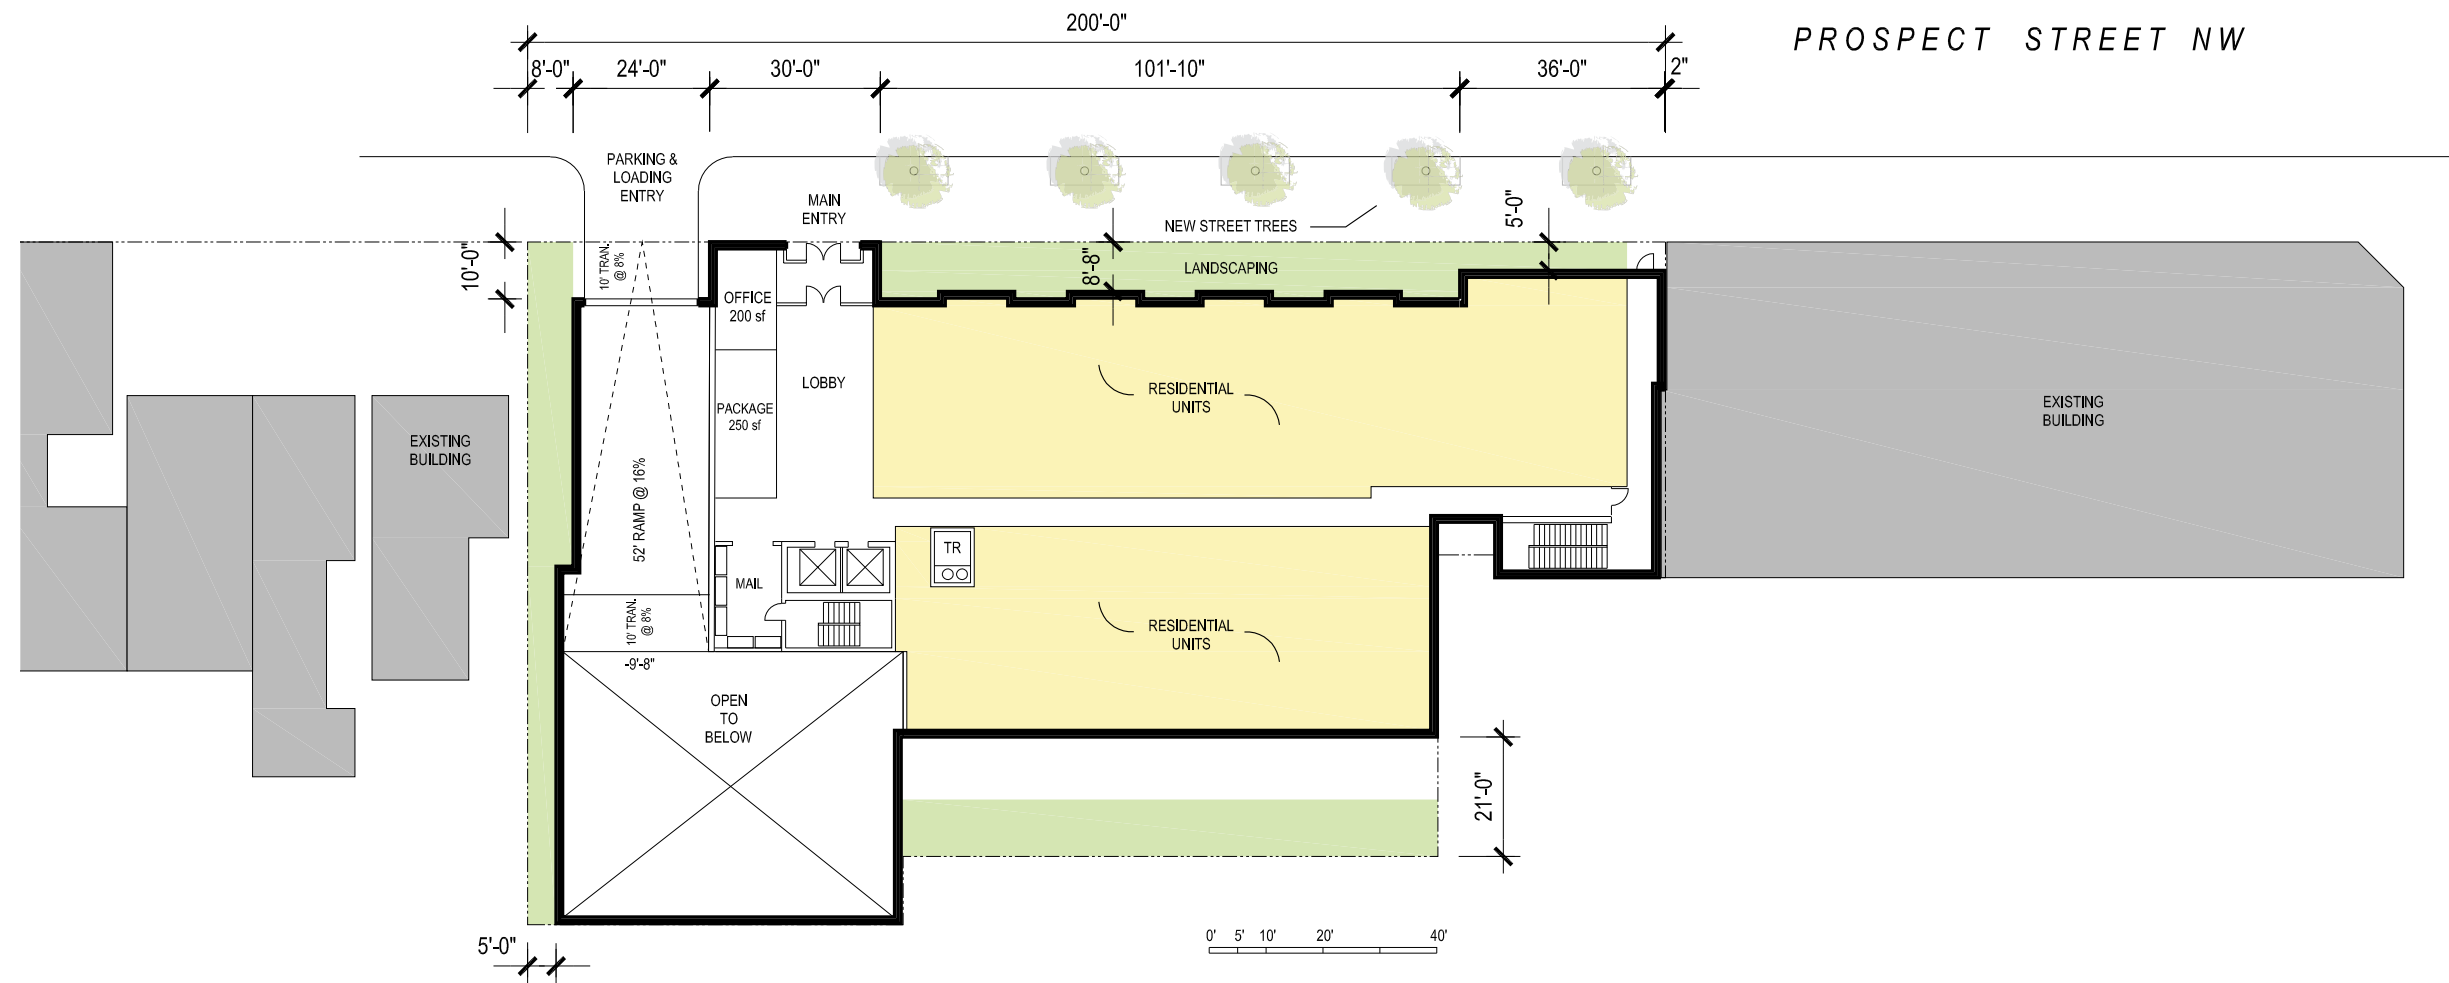 200'-0"
PROSPECT STREET NW
8'-0"
24'-0"
30'-0"
101'-10"
36'-0"
2"
PARKING &
LOADING
ENTRY
MAIN
ENTRY
NEW STREET TREES
5'-0"
10'-0"
10' TRAN.
@ 8%
8'-8"
LANDSCAPING
OFFICE
200 sf
LOBBY
RESIDENTIAL
UNITS
PACKAGE
250 sf
EXISTING
BUILDING
EXISTING
BUILDING
52' RAMP @ 16%
TR
MAIL
10' TRAN.
@ 8%
RESIDENTIAL
UNITS
-9'-8"
OPEN
TO
BELOW
21'-0"
5'-0"
0' 5' 10' 20' 40'